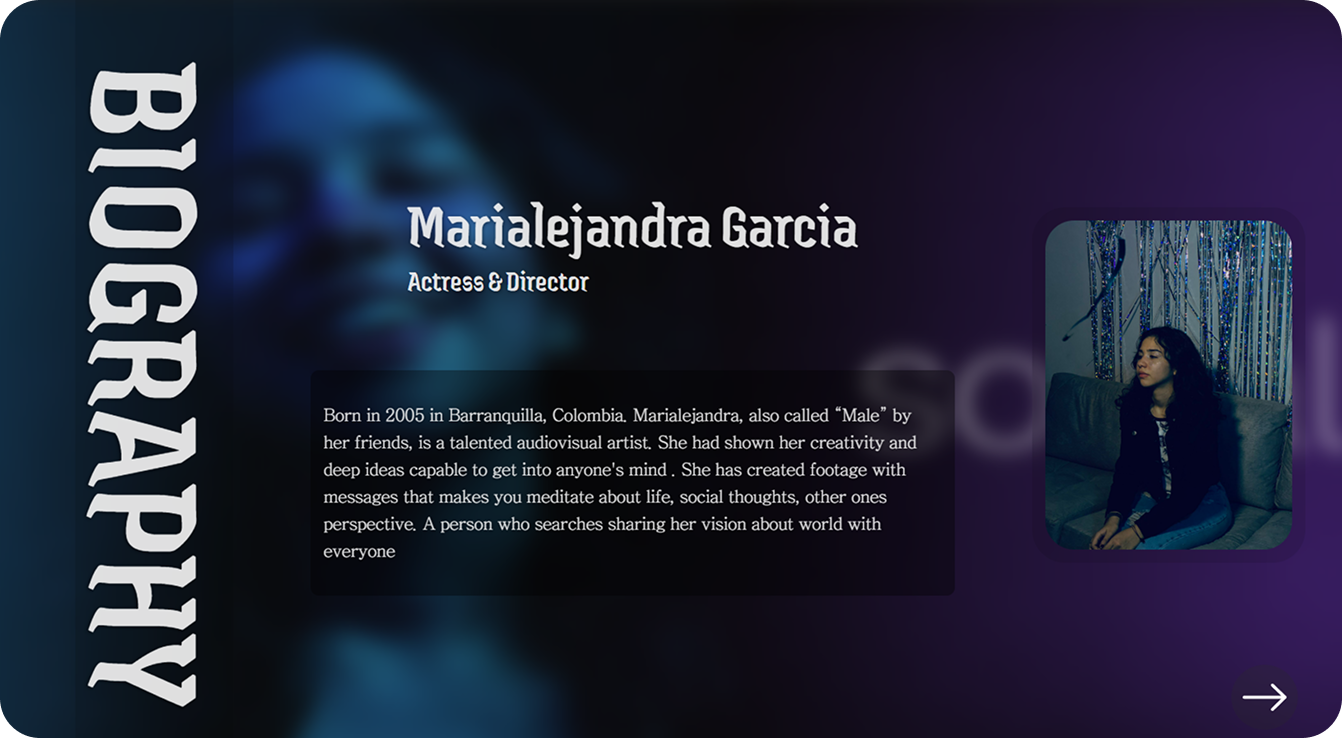 BIOGRAPHY
Marialejandra Garcia
Actress & Director
Born in 2005 in Barranquilla, Colombia. Marialejandra, also called “Male” by
her friends, is a talented audiovisual artist. She had shown her creativity and
deep ideas capable to get into anyone's mind . She has created footage with
messages that makes you meditate about life, social thoughts, other ones
perspective. A person who searches sharing her vision about world with
everyone